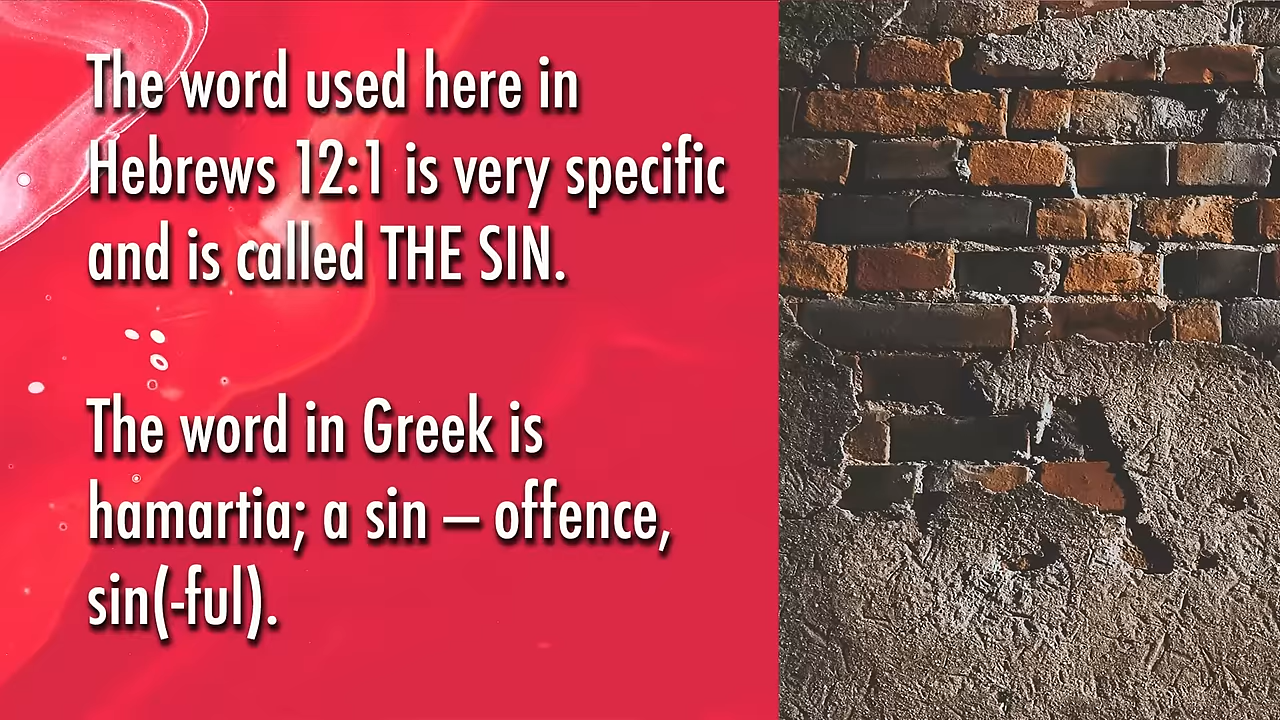 The word used here in
Hebrews 12:1 is very specific
and is called THE SIN.
The word in Greek is
hamartia; a sin – offence,
sin(-ful).